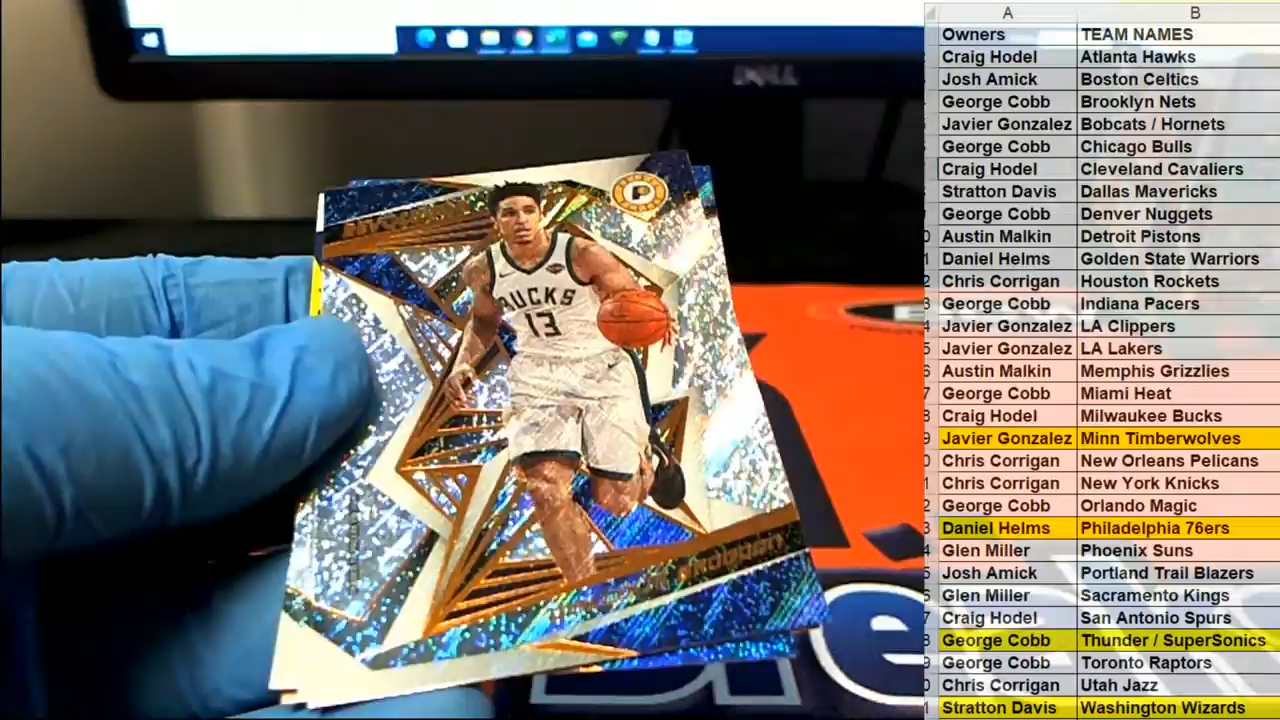 A B
Owners TEAM NAMES
Craig Hodel Atlanta Hawks
Josh Amick Boston Celtics
George Cobb Brooklyn Nets
Javier Gonzalez Bobcats / Hornets
George Cobb Chicago Bulls
Craig Hodel Cleveland Cavaliers
Stratton Davis Dallas Mavericks
George Cobb Denver Nuggets
Austin Malkin Detroit Pistons
Daniel Helms Golden State Warriors
Chris Corrigan Houston Rockets
George Cobb Indiana Pacers
Javier Gonzalez LA Clippers
Javier Gonzalez LA Lakers
Austin Malkin Memphis Grizzlies
George Cobb Miami Heat
Craig Hodel Milwaukee Bucks
Javier Gonzalez Minn Timberwolves
Chris Corrigan New Orleans Pelicans
Chris Corrigan New York Knicks
George Cobb Orlando Magic
Daniel Helms Philadelphia 76ers
Glen Miller Phoenix Suns
Josh Amick Portland Trail Blazers
Glen Miller Sacramento Kings
Craig Hodel San Antonio Spurs
George Cobb Thunder / SuperSonics
George Cobb Toronto Raptors
Chris Corrigan Utah Jazz
Stratton Davis Washington Wizards
DELL
P
BUCKS
13